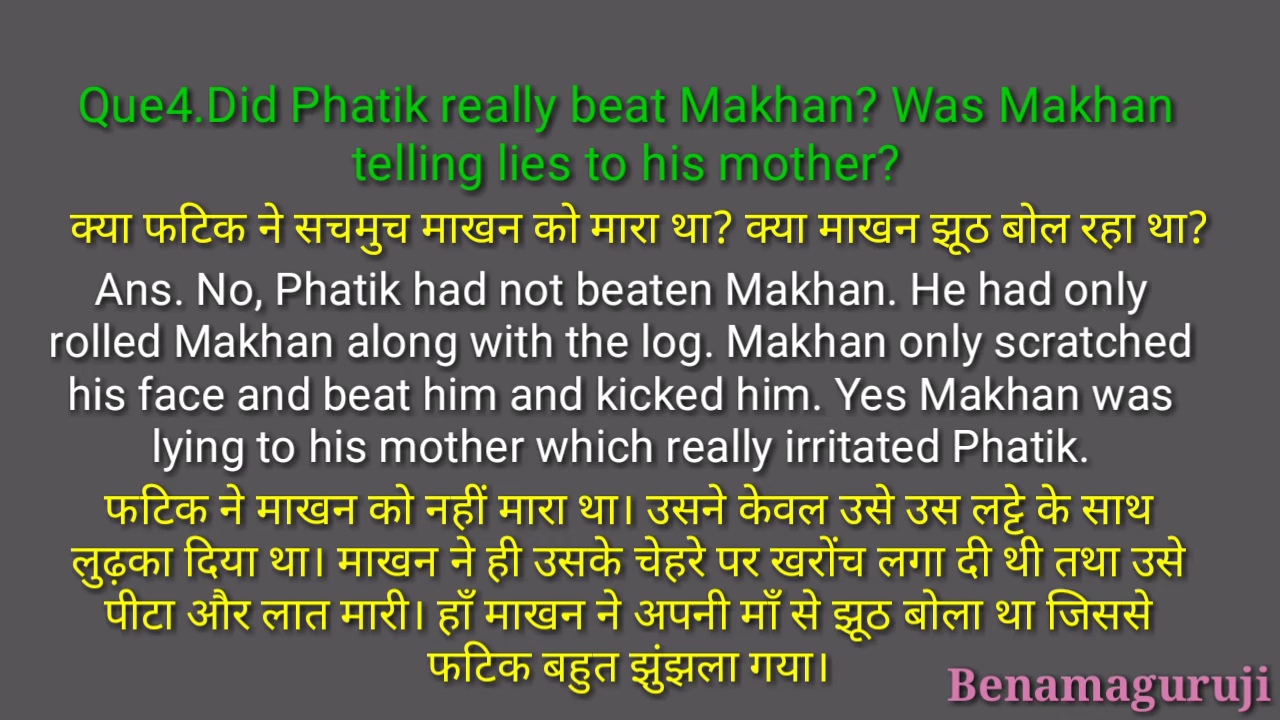 Que4.Did Phatik really beat Makhan? Was Makhan
telling lies to his mother?
क्या फटिक ने सचमुच माखन को मारा था? क्या माखन झूठ बोल रहा था?
Ans. No, Phatik had not beaten Makhan. He had only
rolled Makhan along with the log. Makhan only scratched
his face and beat him and kicked him. Yes Makhan was
lying to his mother which really irritated Phatik.
फटिक ने माखन को नहीं मारा था। उसने केवल उसे उस लट्टे के साथ
लुढ़का दिया था। माखन ने ही उसके चेहरे पर खरोंच लगा दी थी तथा उसे
पीटा और लात मारी। हाँ माखन ने अपनी माँ से झूठ बोला था जिससे
फटिक बहुत झुंझला गया।
Benamaguruji